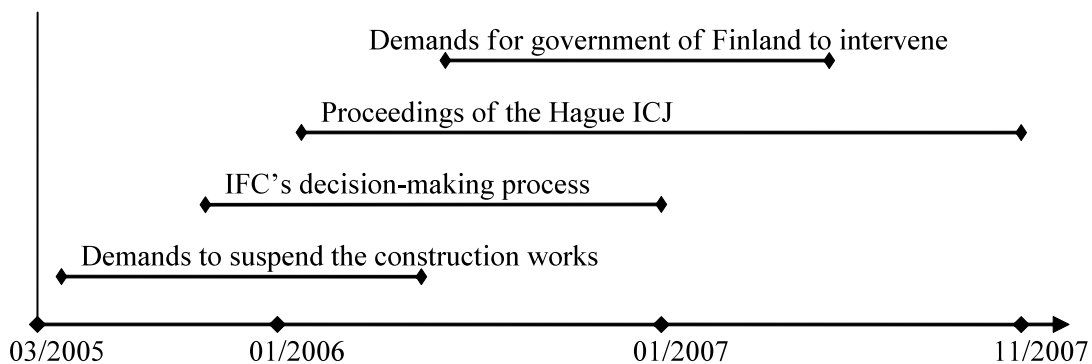 Demands for government of Finland to intervene
Proceedings of the Hague ICJ
IFC's decision-making process
Demands to suspend the construction works
03/2005 01/2006 01/2007 11/2007